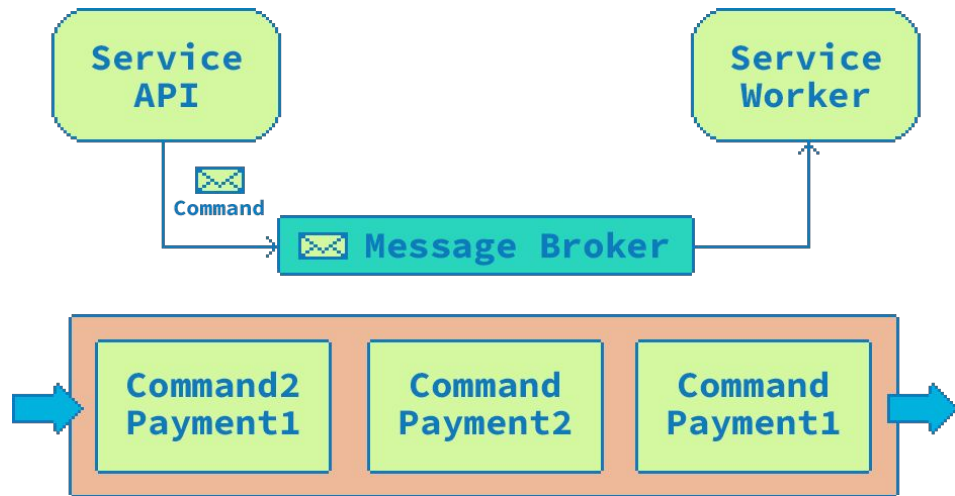 Service
API
Service
Worker
Command
Message Broker
Command2
Payment1
Command
Payment2
Command
Payment1